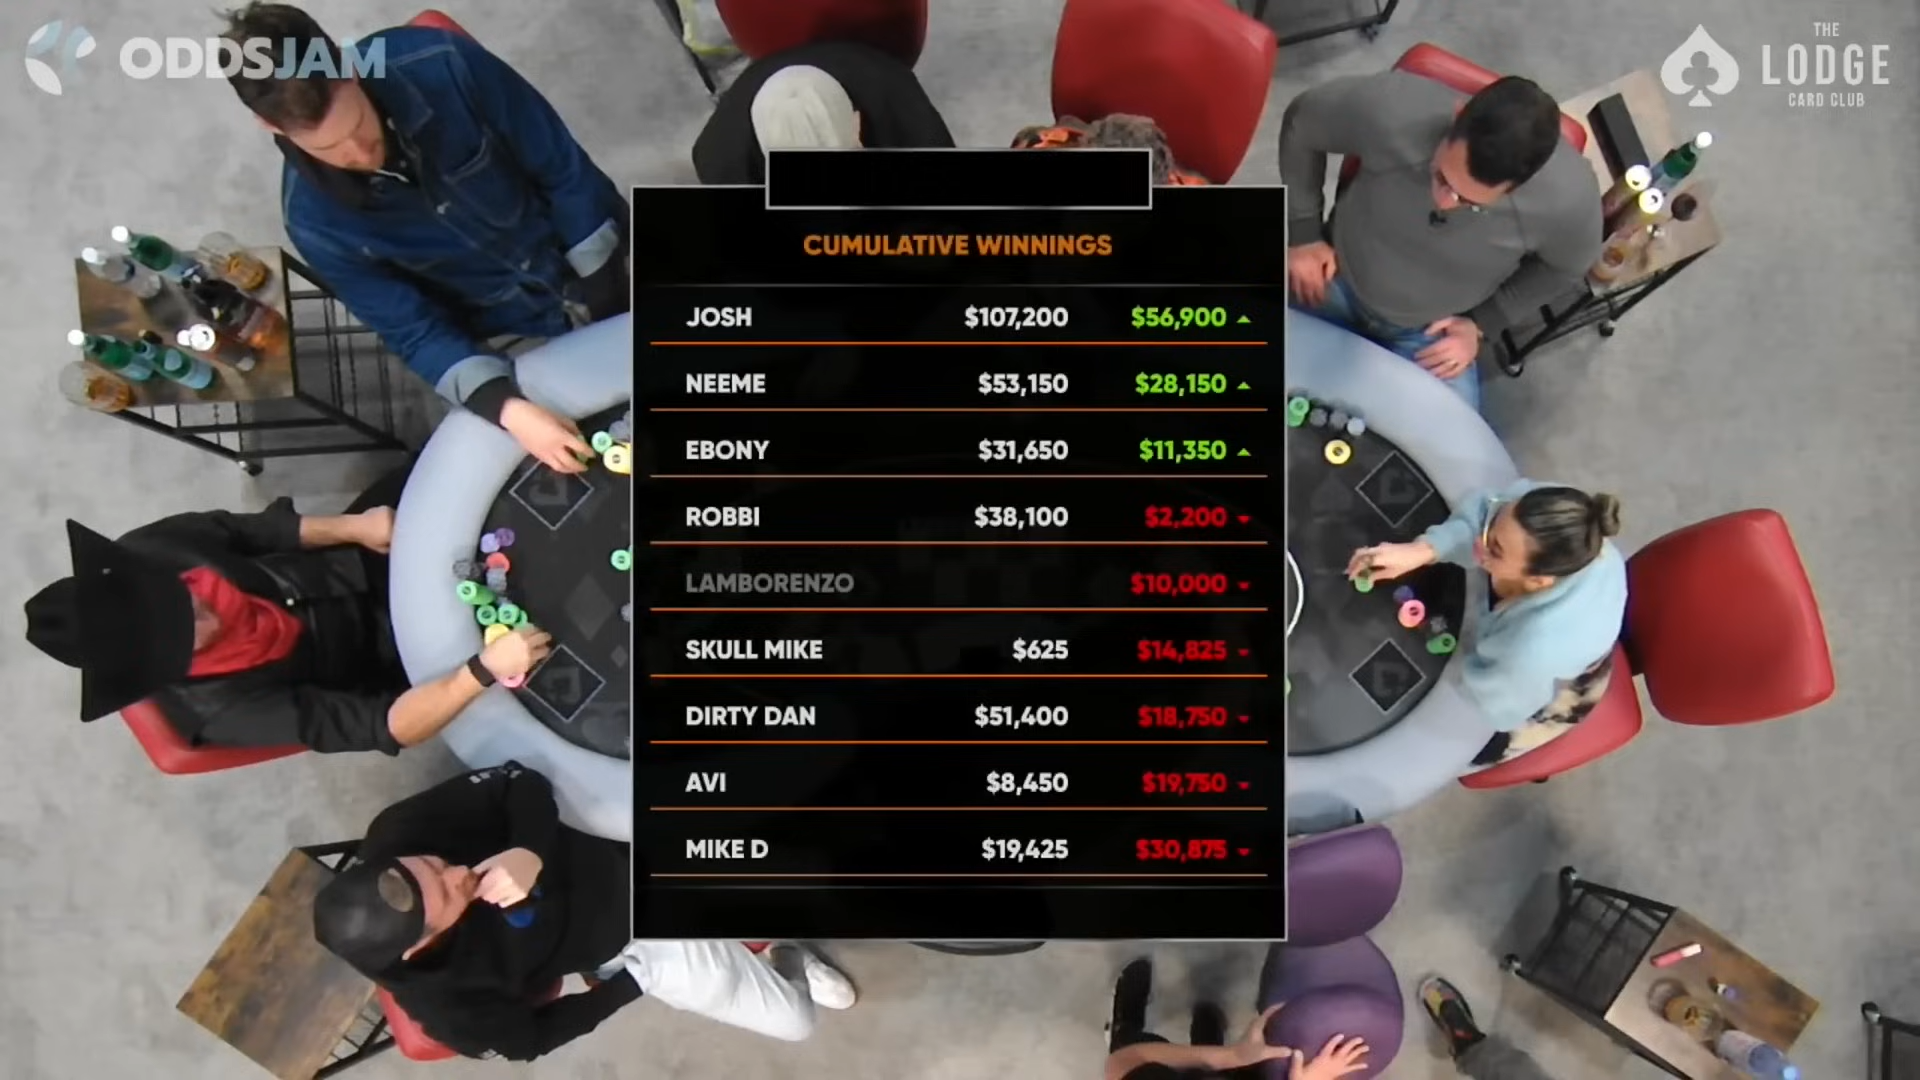 ODDSJAM
THE
LODGE
CARD CLUB
CUMULATIVE WINNINGS
JOSH $107,200 $56,900
NEEME $53,150 $28,150
EBONY $31,650 $11,350
ROBBI $38,100 $2,200
LAMBORENZO $10,000
SKULL MIKE $625 $14,825
DIRTY DAN $51,400 $18,750
AVI $8,450 $19,750
MIKE D $19,425 $30,875